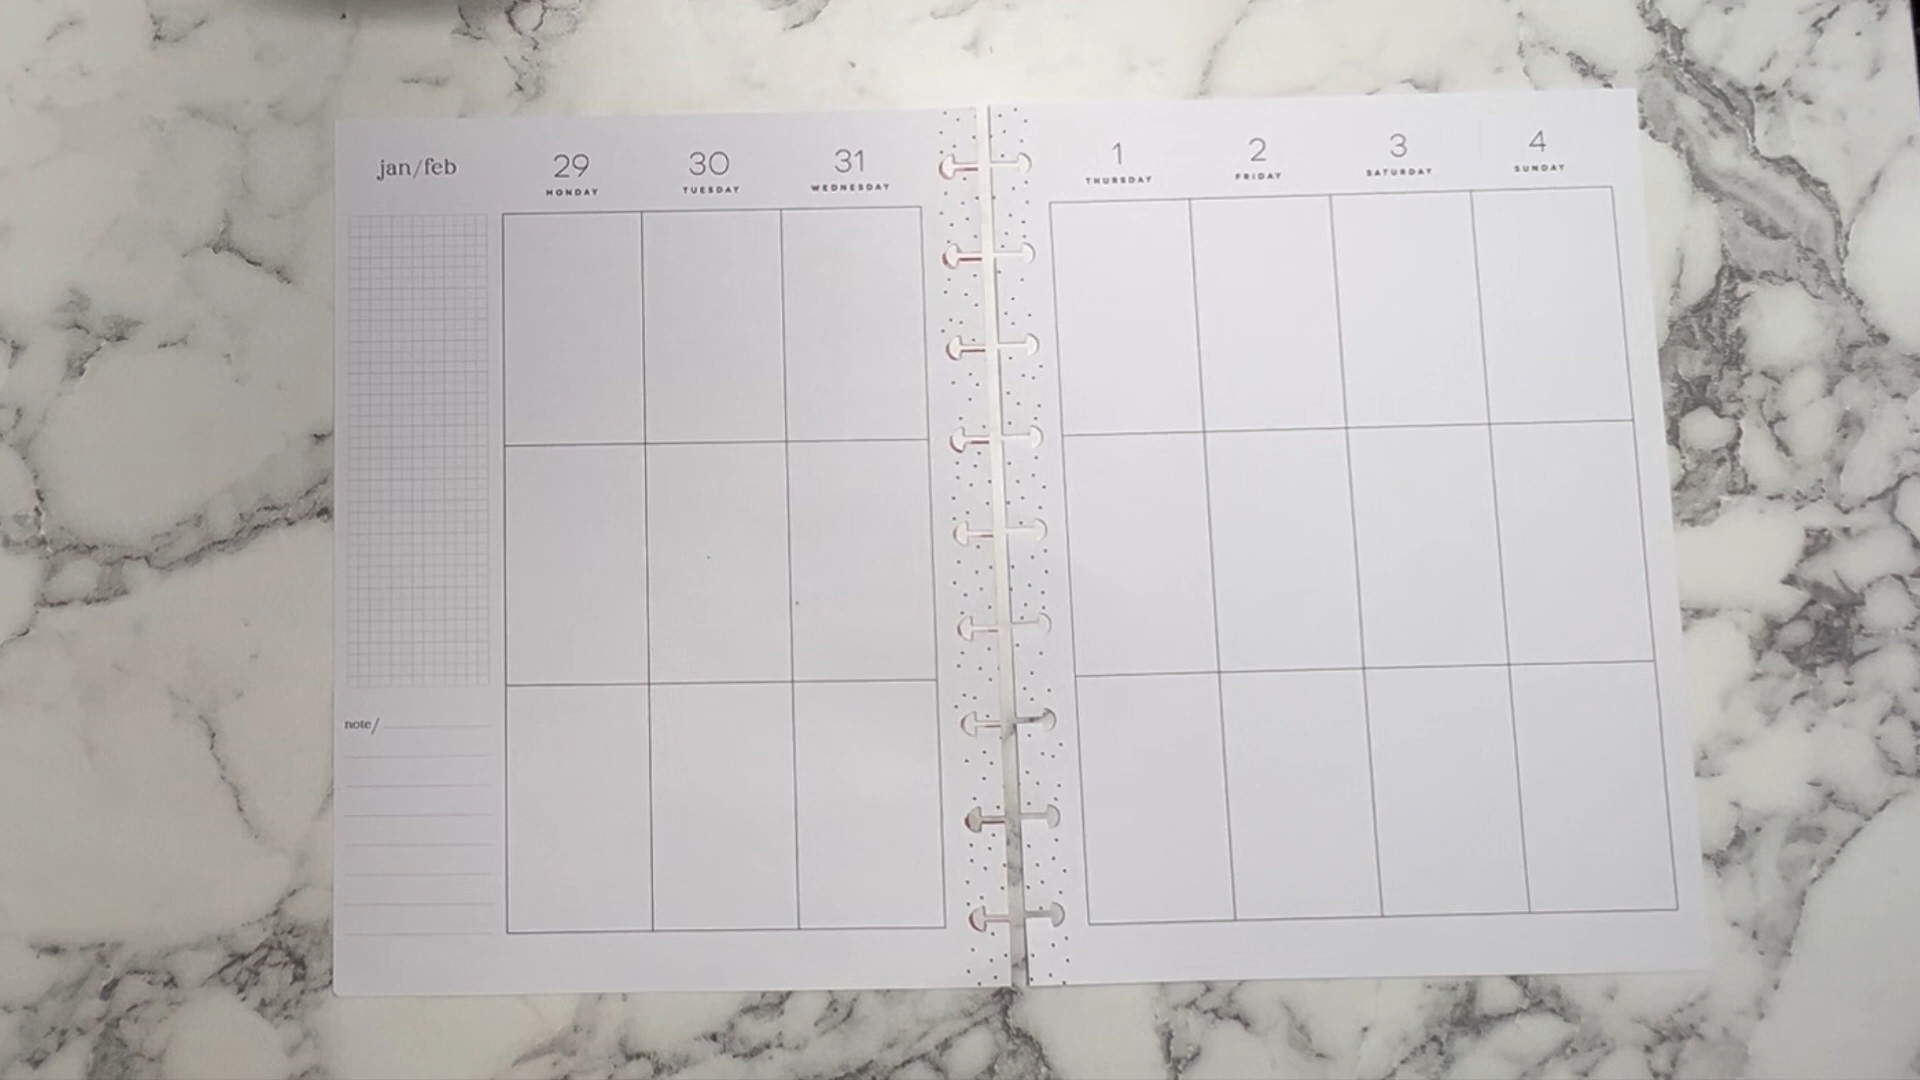 jan/feb
29 30 31
MONDAY TUESDAY WEDNESDAY
note/
1 2 3 4
THURSDAY FRIDAY SATURDAY SUNDAY